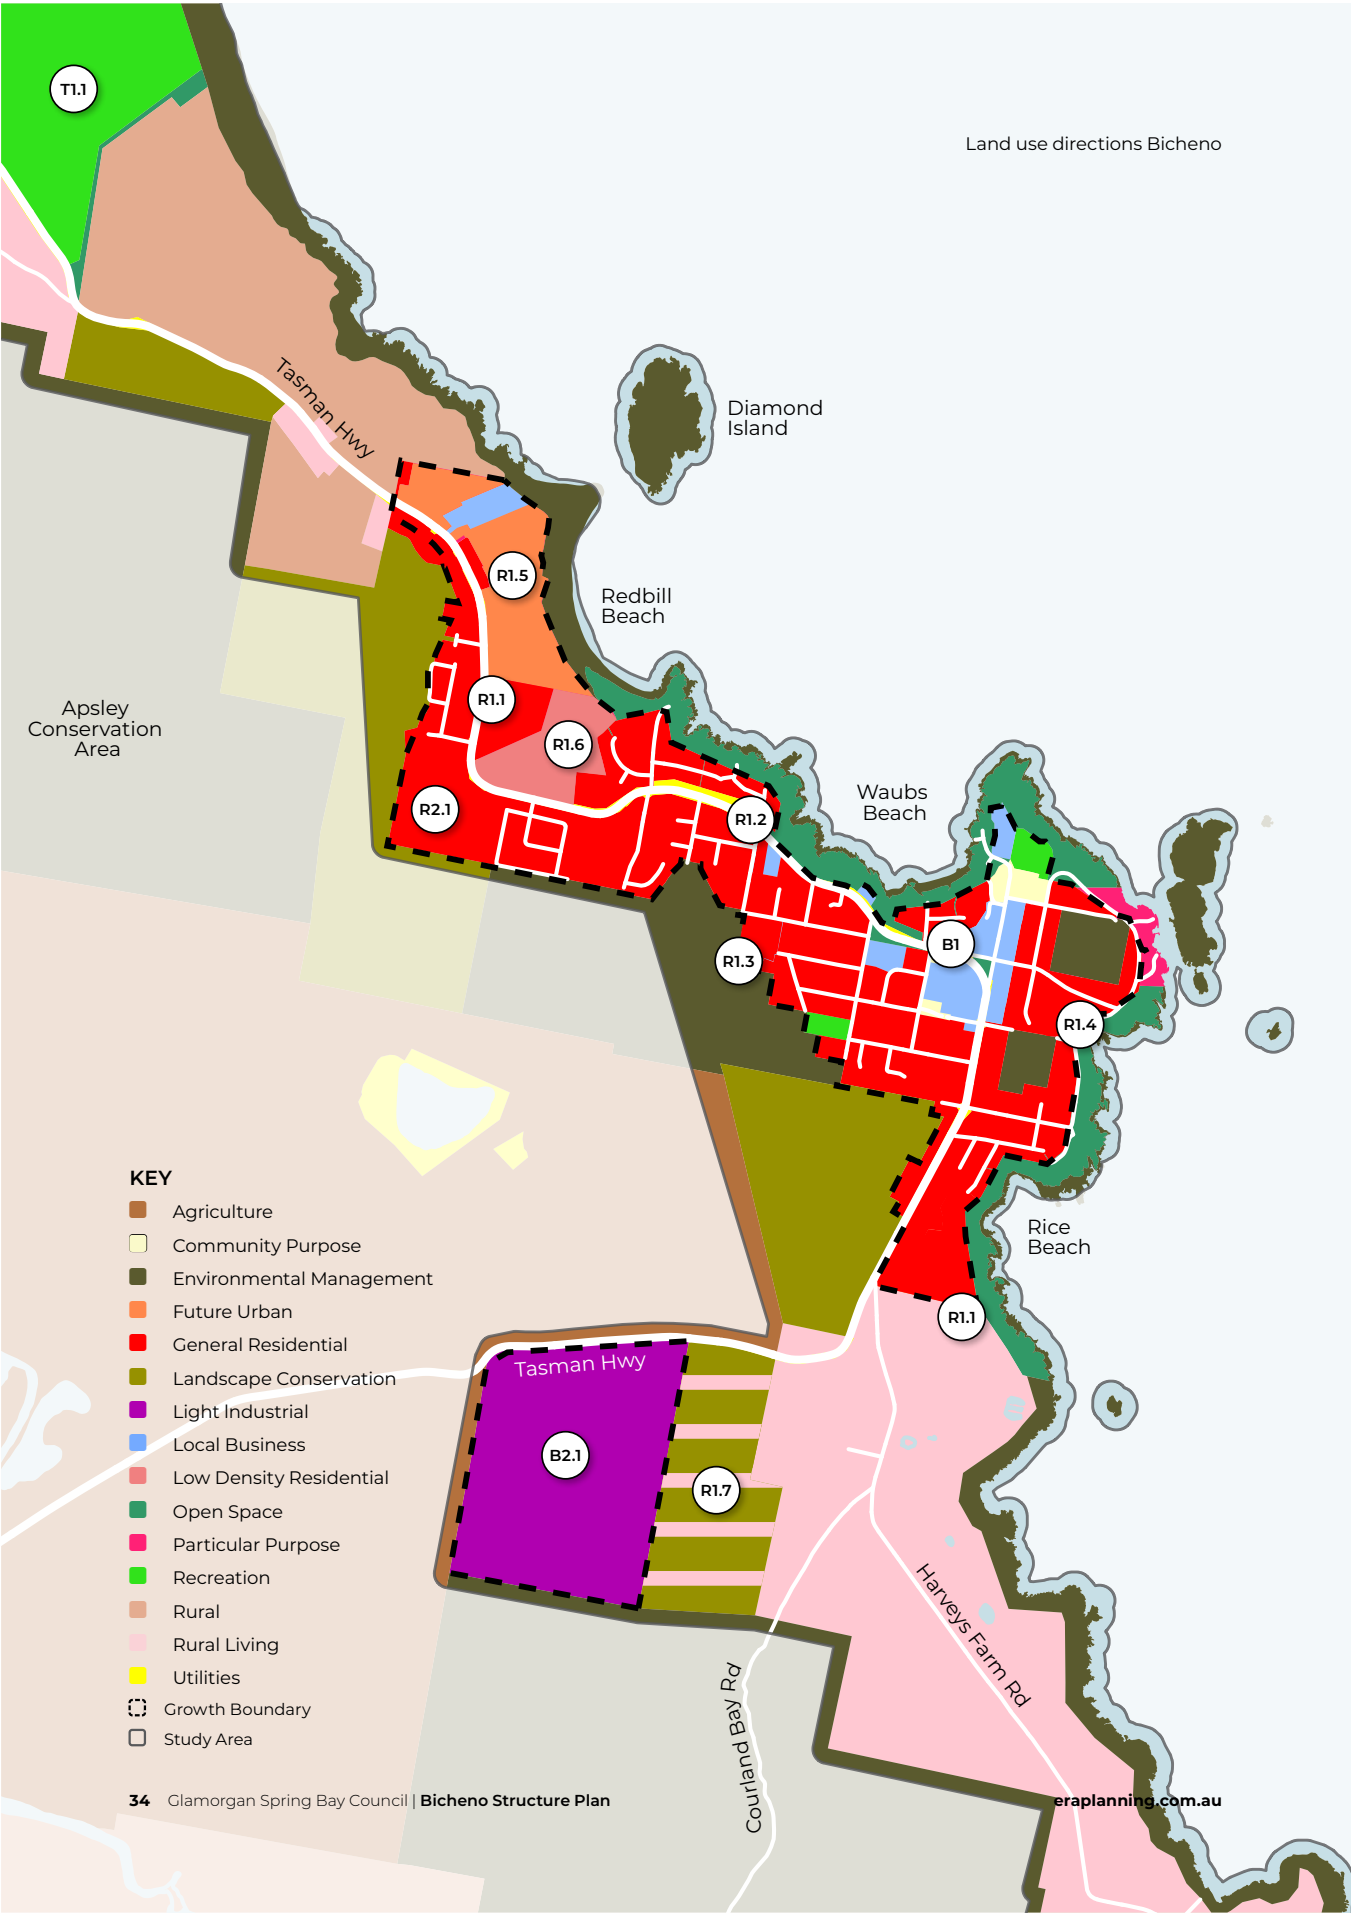 T1.1
Land use directions Bicheno
Tasman Hwy
Diamond
Island
R1.5
Redbill
Beach
Apsley
Conservation
Area
R1.1
R1.6
R2.1
R1.2
Waubs
Beach
B1
R1.3
R1.4
Rice
Beach
R1.1
Tasman Hwy
B2.1
R1.7
Harveys Farm Rd
Courland Bay Rd
KEY
Agriculture
Community Purpose
Environmental Management
Future Urban
General Residential
Landscape Conservation
Light Industrial
Local Business
Low Density Residential
Open Space
Particular Purpose
Recreation
Rural
Rural Living
Utilities
Growth Boundary
Study Area
34 Glamorgan Spring Bay Council | Bicheno Structure Plan
eraplanning.com.au